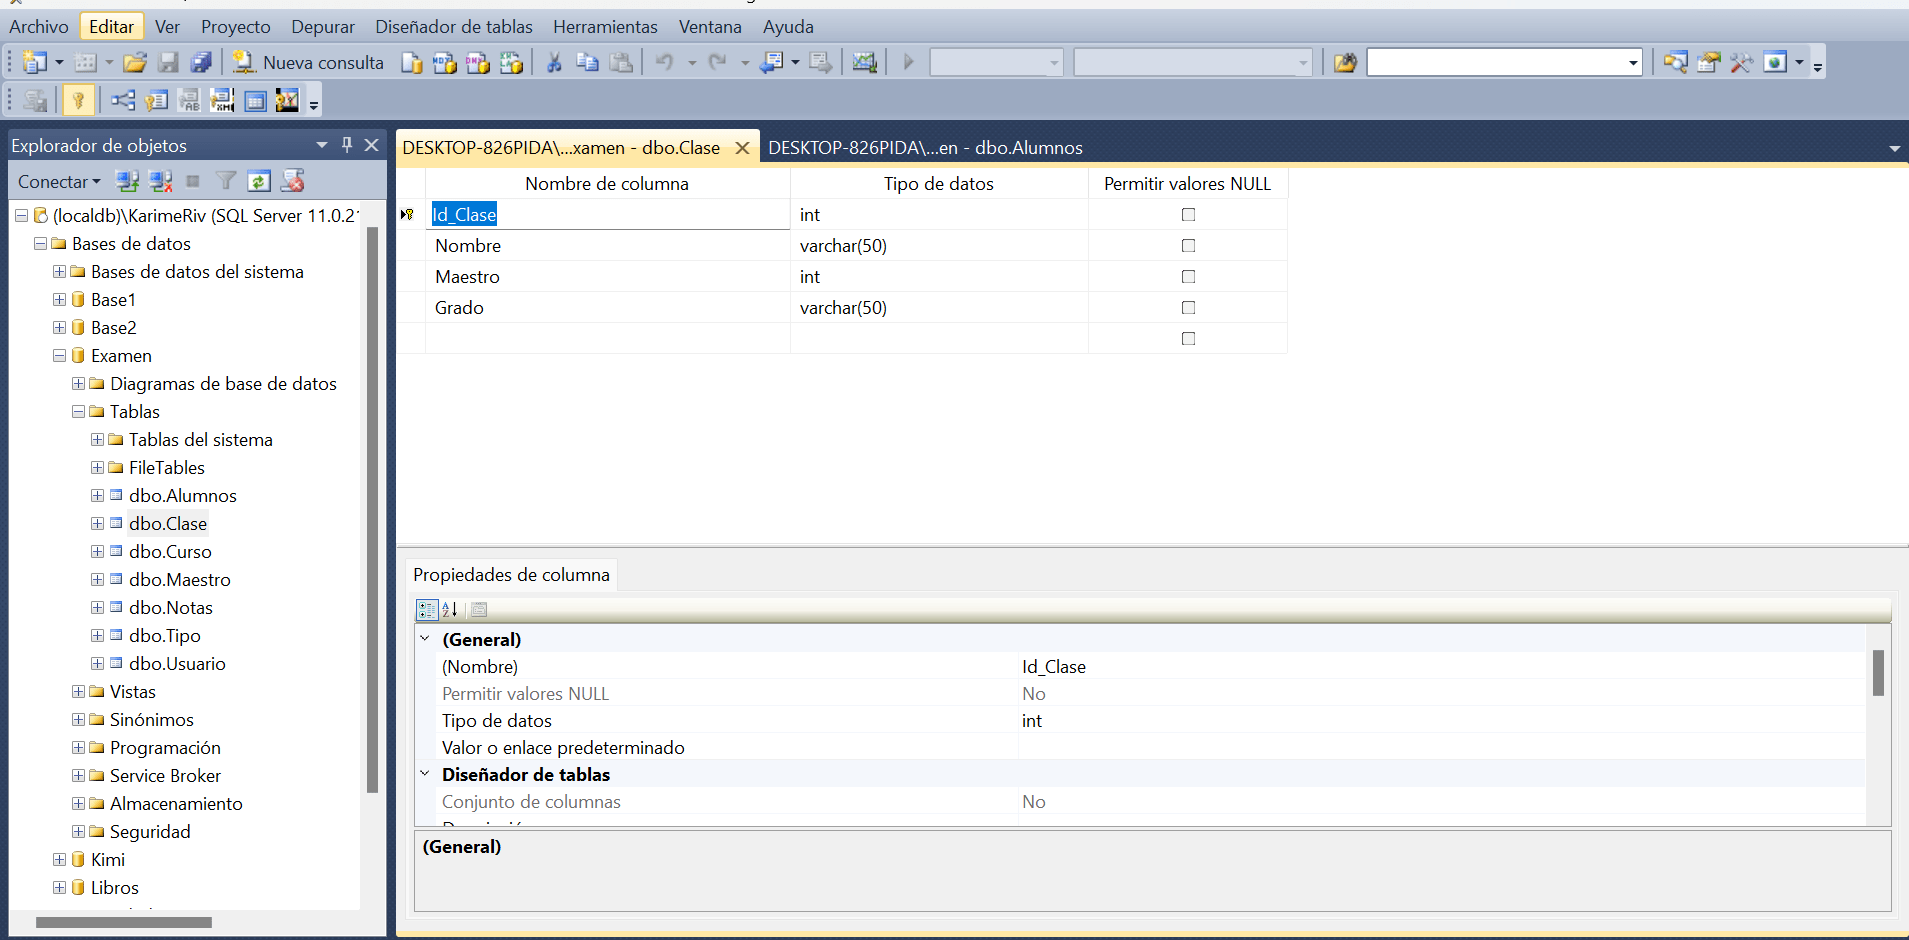 Archivo Editar Ver Proyecto Depurar Diseñador de tablas Herramientas Ventana Ayuda
Nueva consulta
Explorador de objetos
Conectar
(localdb)\KarimeRiv (SQL Server 11.0.21
Bases de datos
Bases de datos del sistema
Base1
Base2
Examen
Diagramas de base de datos
Tablas
Tablas del sistema
FileTables
dbo.Alumnos
dbo.Clase
dbo.Curso
dbo.Maestro
dbo.Notas
dbo.Tipo
dbo.Usuario
Vistas
Sinónimos
Programación
Service Broker
Almacenamiento
Seguridad
Kimi
Libros
DESKTOP-826PIDA\...xamen - dbo.Clase DESKTOP-826PIDA\...en - dbo.Alumnos
Nombre de columna Tipo de datos Permitir valores NULL
Id_Clase int
Nombre varchar(50)
Maestro int
Grado varchar(50)
Propiedades de columna
(General)
(Nombre) Id_Clase
Permitir valores NULL No
Tipo de datos int
Valor o enlace predeterminado
Diseñador de tablas
Conjunto de columnas No
(General)